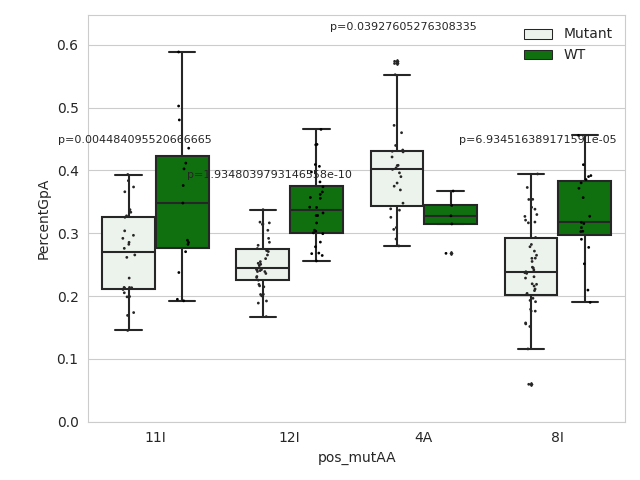 p=0.03927605276308335
Mutant
WT
0.6
0.5
p=0.004484095520666665
p=6.934516389171591e-05
0.4
p=1.9348039793146558e-10
0.3
0.2
0.1
0.0
PercentGpA
11I
12I
4A
8I
pos_mutAA